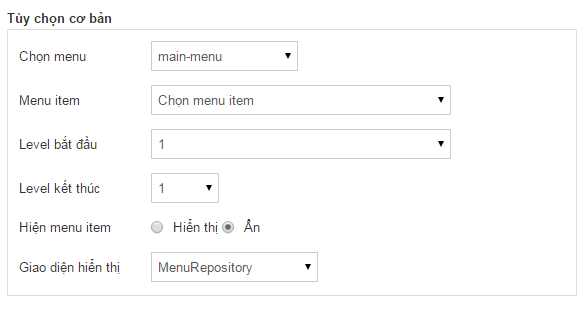 Tùy chọn cơ bản
Chọn menu main-menu
Menu item Chọn menu item
Level bắt đầu 1
Level kết thúc 1
Hiện menu item Hiển thị Ẩn
Giao diện hiển thị MenuRepository